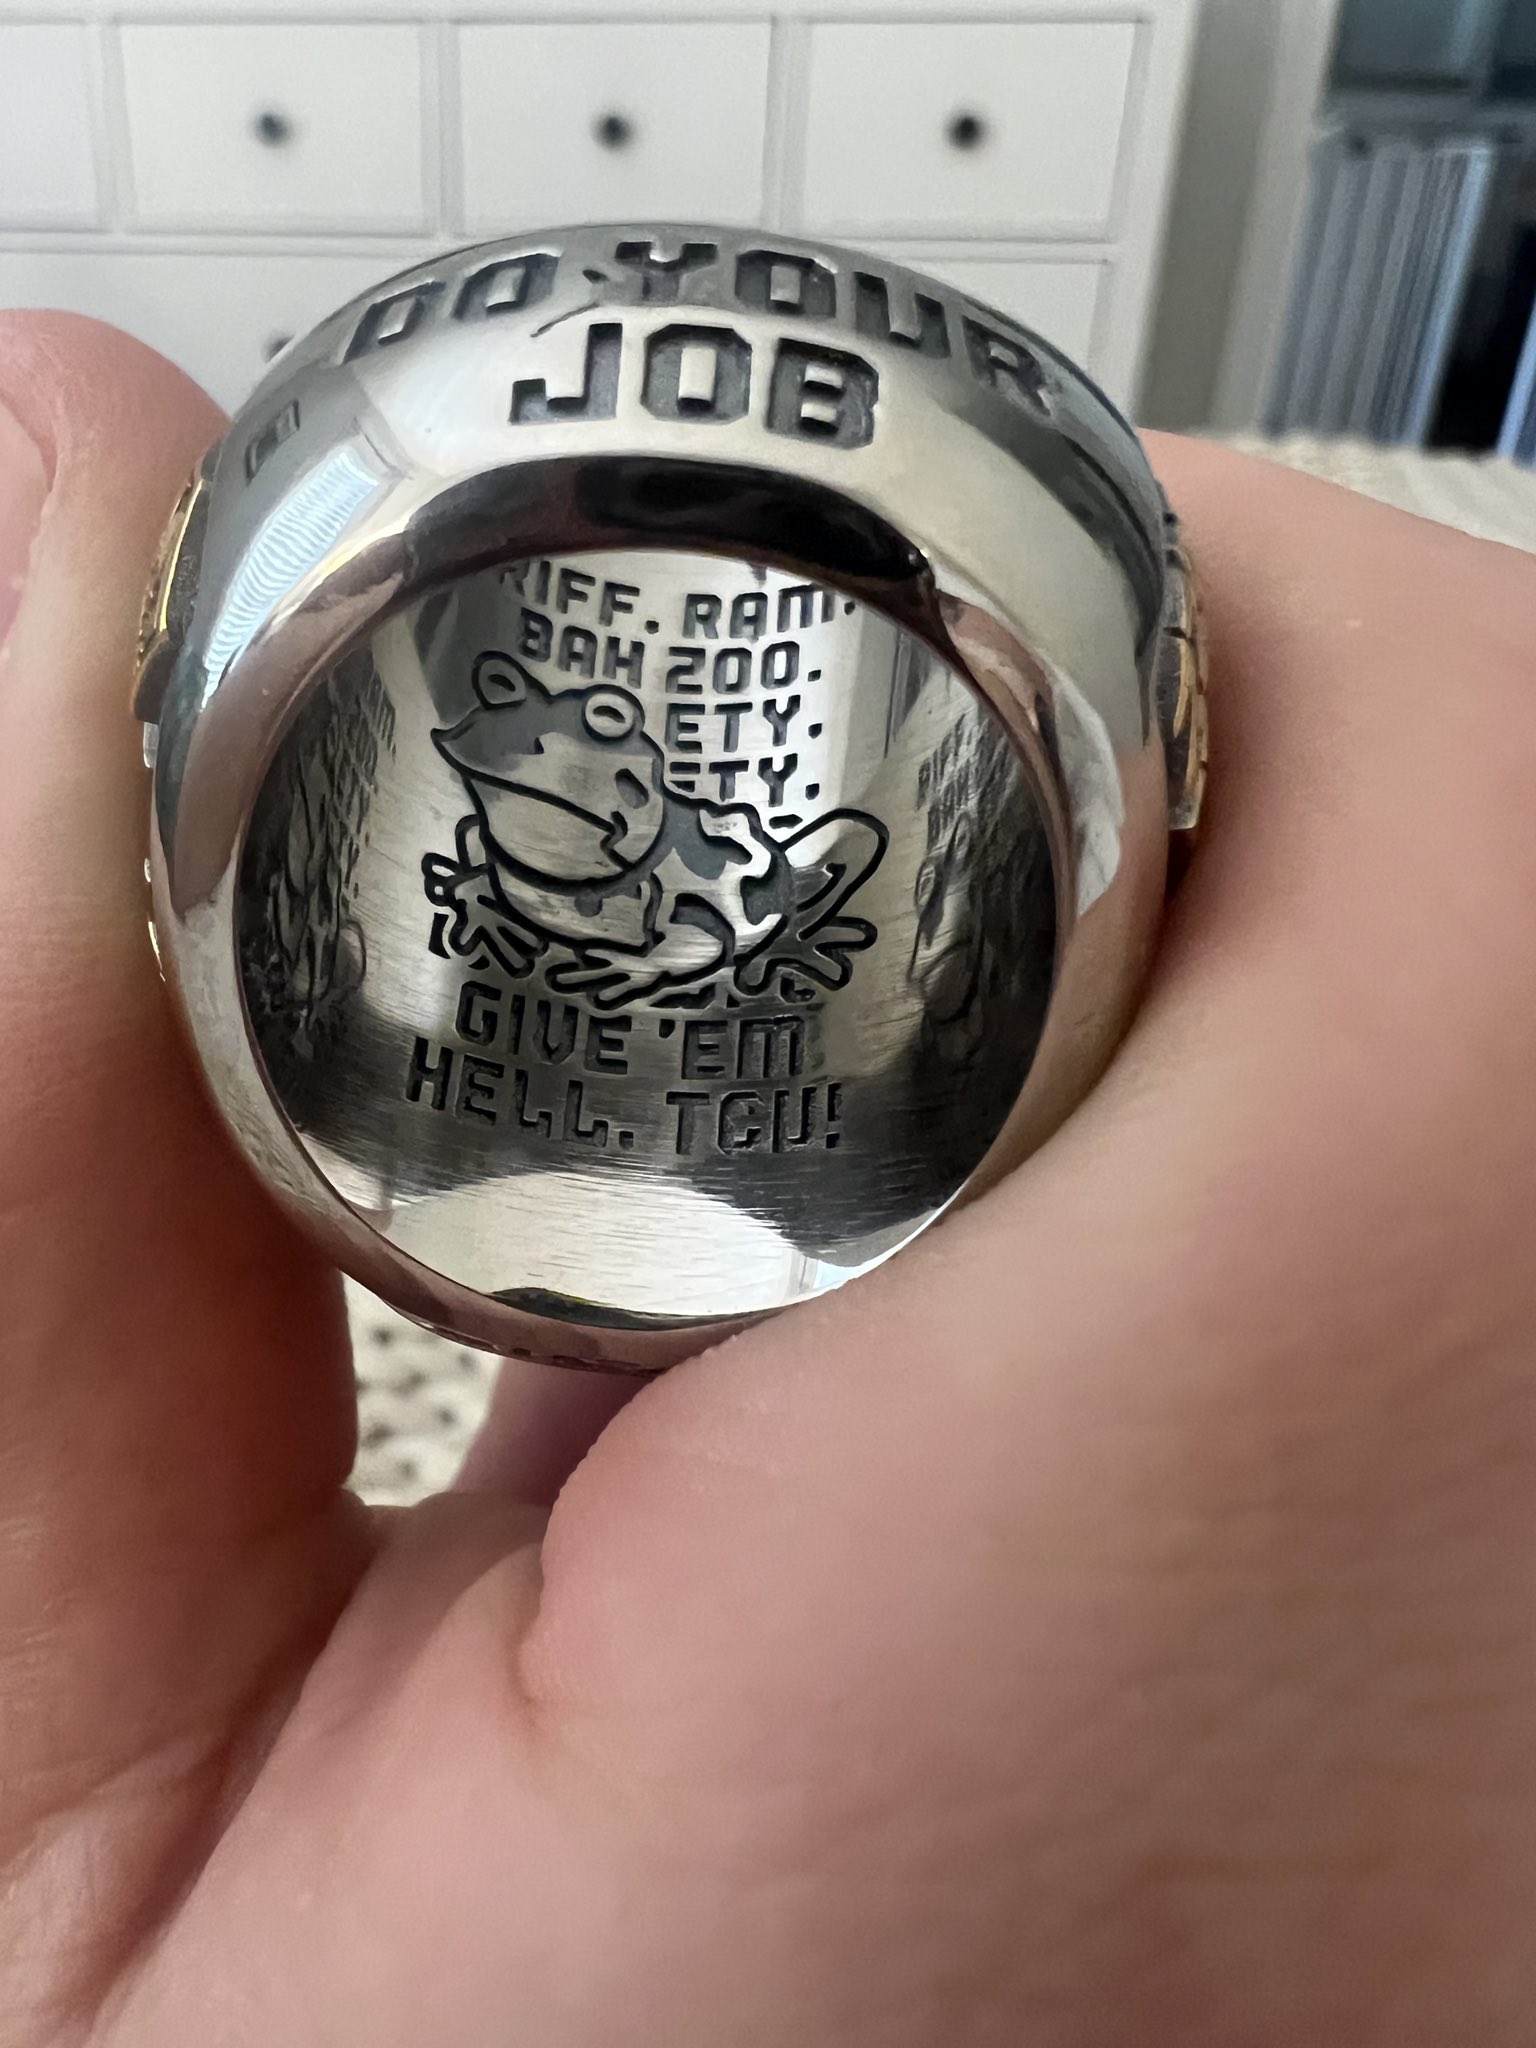 DO YOUR
JOB
RIFF. RAM.
BAH ZOO.
ETY.
ETY.
GIVE 'EM
HELL. TCU!